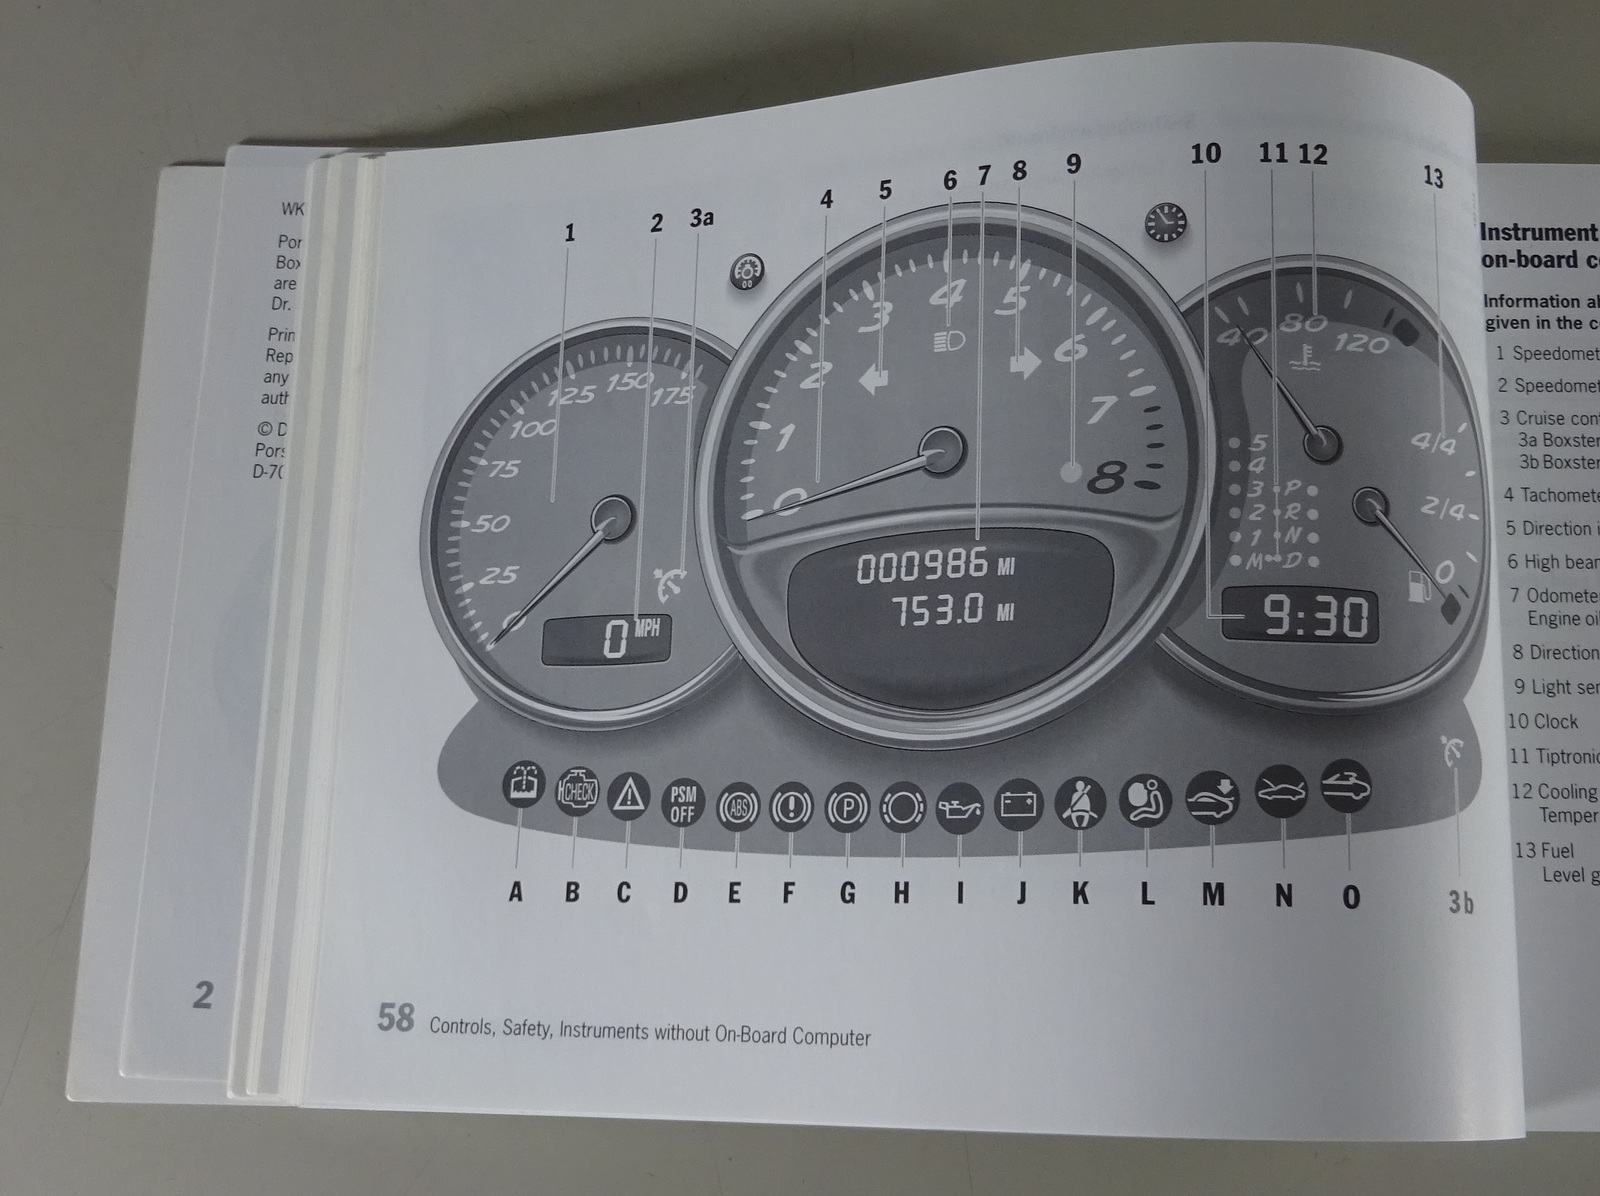 WK
Por
Box
are
Dr.
Prin
Rep
any
auth
© D
Pors
D-70
2
1
2
3a
4
5
6
7
8
9
10
11
12
13
00
0
25
50
75
100
125
150
175
0 MPH
0
1
2
3
4
5
6
7
8
000986 MI
753.0 MI
40
80
120
4/4
2/4
0
5
4
3 P
2 R
1 N
M D
9:30
CHECK
PSM
OFF
ABS
P
A B C D E F G H I J K L M N O
3b
58 Controls, Safety, Instruments without On-Board Computer
Instrument
on-board c
Information al
given in the c
1 Speedomet
2 Speedomet
3 Cruise con
3a Boxster
3b Boxster
4 Tachomete
5 Direction i
6 High bear
7 Odomete
Engine oi
8 Direction
9 Light ser
10 Clock
11 Tiptronic
12 Cooling
Temper
13 Fuel
Level g